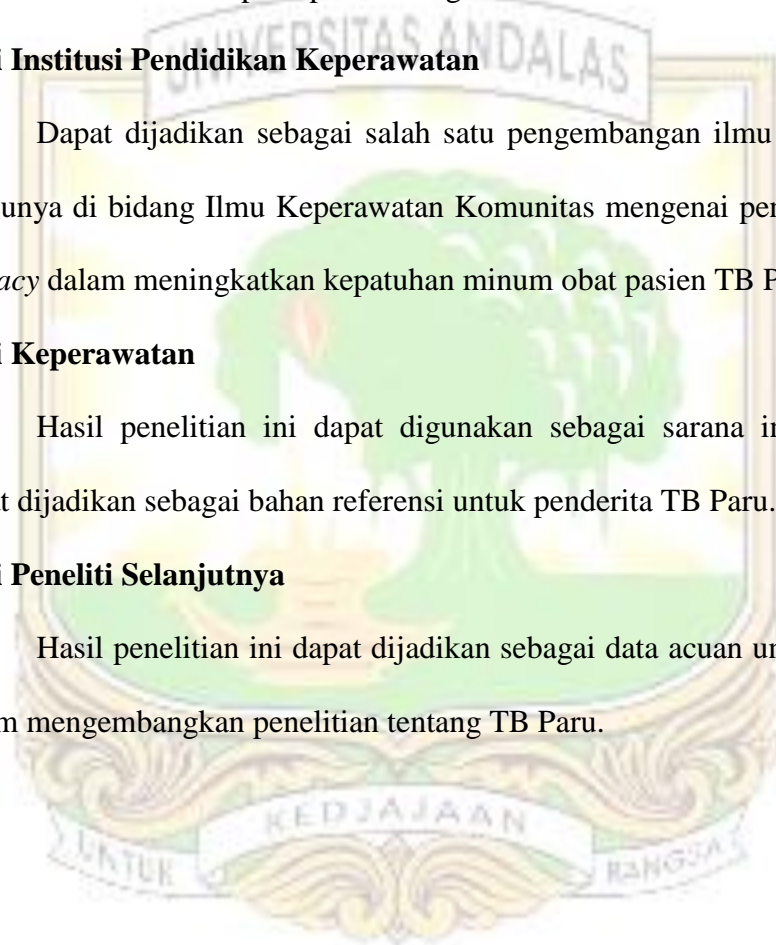 UNIVERSITAS ANDALAS
i Institusi Pendidikan Keperawatan
Dapat dijadikan sebagai salah satu pengembangan ilmu
unya di bidang Ilmu Keperawatan Komunitas mengenai pen
acy dalam meningkatkan kepatuhan minum obat pasien TB P
i Keperawatan
Hasil penelitian ini dapat digunakan sebagai sarana in
t dijadikan sebagai bahan referensi untuk penderita TB Paru.
i Peneliti Selanjutnya
Hasil penelitian ini dapat dijadikan sebagai data acuan un
m mengembangkan penelitian tentang TB Paru.
KEDJAJAAN
UNTUK BANGSA